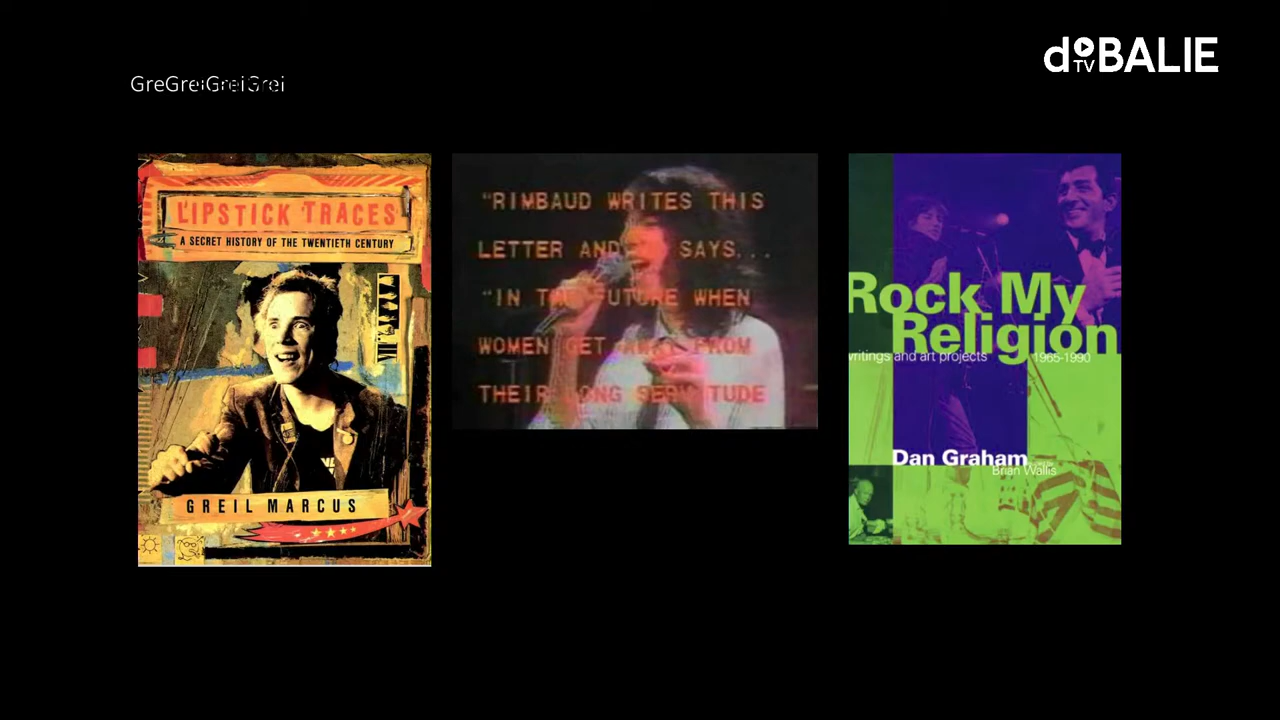 GreGreiGreiGrei
dTVBALIE
LIPSTICK TRACES
A SECRET HISTORY OF THE TWENTIETH CENTURY
GREIL MARCUS
"RIMBAUD WRITES THIS
LETTER AND SAYS...
"IN THE FUTURE WHEN
WOMEN GET AWAY FROM
THEIR LONG SERVITUDE
Rock My
Religion
writings and art projects 1965-1990
Dan Graham
Brian Wallis